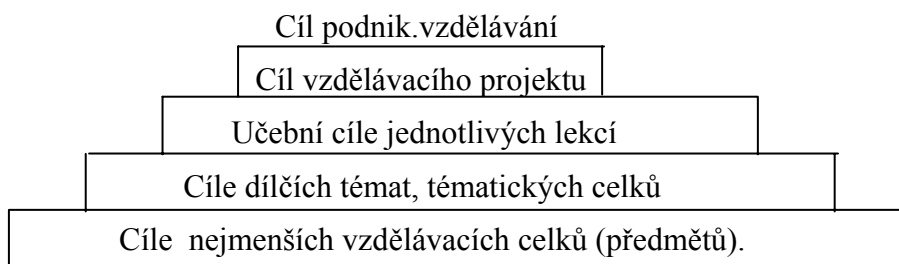 Cíl podnik.vzdělávání
Cíl vzdělávacího projektu
Učební cíle jednotlivých lekcí
Cíle dílčích témat, tématických celků
Cíle nejmenších vzdělávacích celků (předmětů).